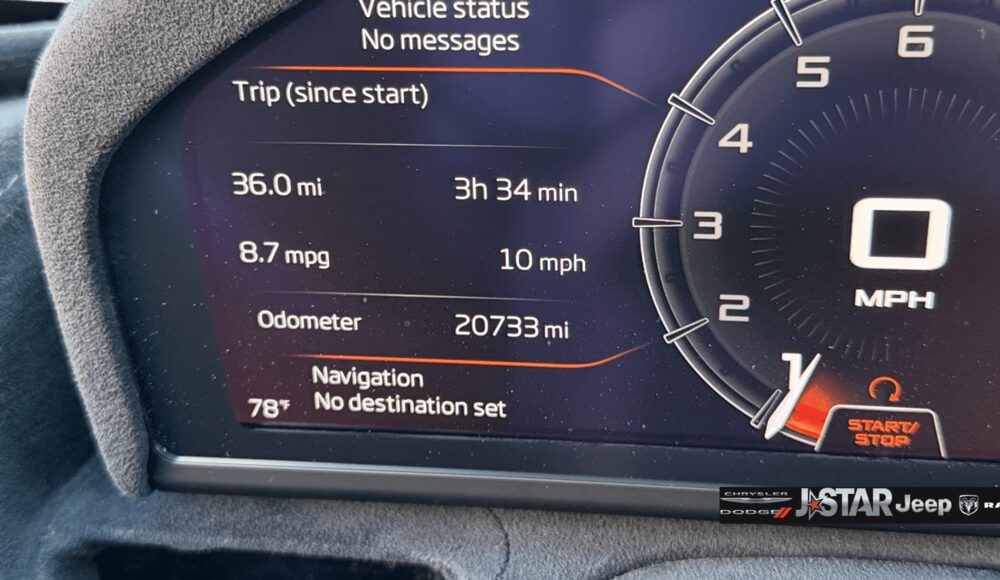 Vehicle status
No messages
Trip (since start)
36.0 mi 3h 34 min
8.7 mpg 10 mph
Odometer 20733 mi
Navigation
No destination set
78°F
1
2
3
4
5
6
0
MPH
START/
STOP
CHRYSLER
DODGE
J★STAR Jeep